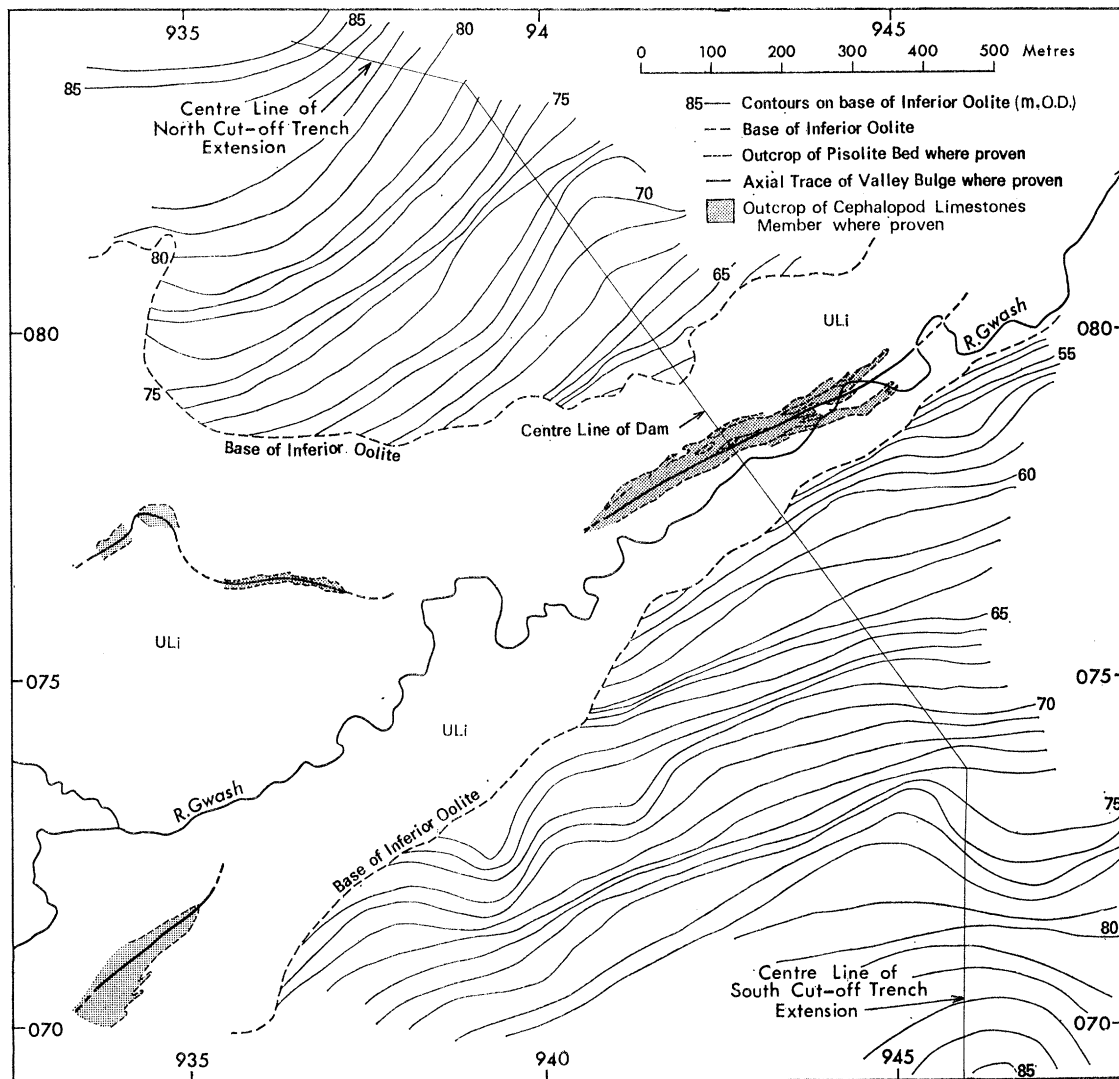 935
94
945
85
80
85
75
0 100 200 300 400 500 Metres
Centre Line of
North Cut-off Trench
Extension
85 Contours on base of Inferior Oolite (m.O.D.)
Base of Inferior Oolite
Outcrop of Pisolite Bed where proven
Axial Trace of Valley Bulge where proven
Outcrop of Cephalopod Limestones
Member where proven
70
80
65
ULi
R.Gwash
080
080
55
75
Centre Line of Dam
Base of Inferior Oolite
60
65
ULi
075
075
ULi
70
R.Gwash
75
Base of Inferior Oolite
80
Centre Line of
South Cut-off Trench
Extension
070
070
85
935
940
945